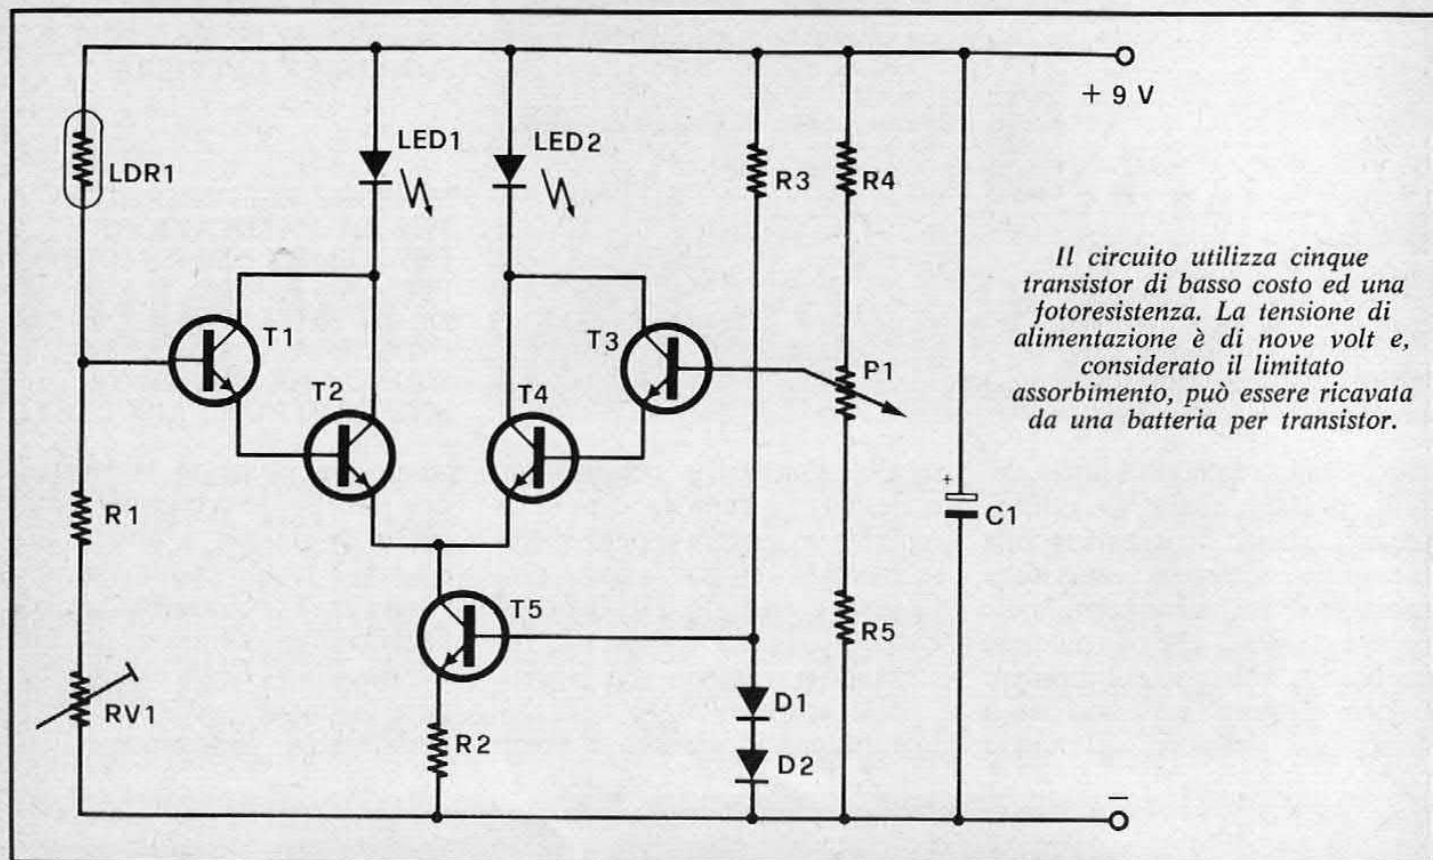 + 9 V
LDR1
LED1
LED2
R3
R4
T1
T2
T3
T4
P1
R1
+
C1
T5
R5
RV1
R2
D1
D2
−
Il circuito utilizza cinque
transistor di basso costo ed una
fotoresistenza. La tensione di
alimentazione è di nove volt e,
considerato il limitato
assorbimento, può essere ricavata
da una batteria per transistor.